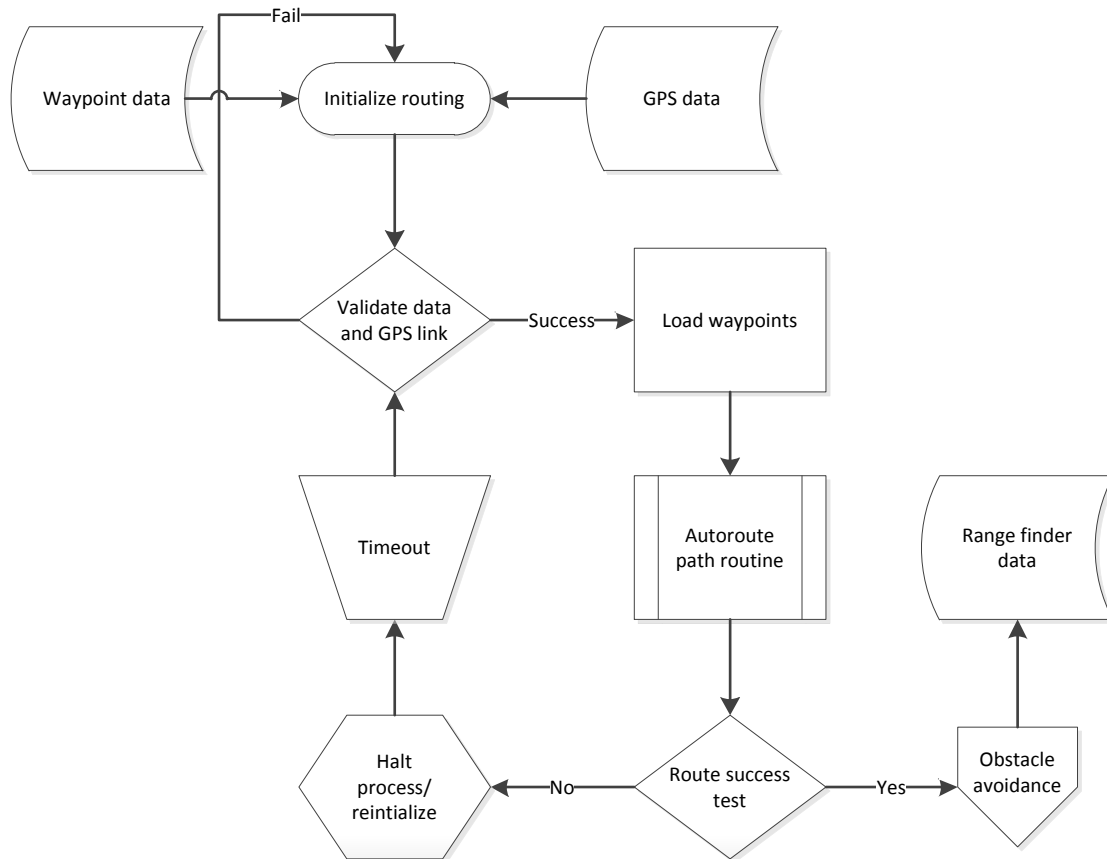 Fail
Waypoint data
Initialize routing
GPS data
Validate data
and GPS link
Success
Load waypoints
Timeout
Autoroute
path routine
Range finder
data
Halt
process/
reintialize
No
Route success
test
Yes
Obstacle
avoidance